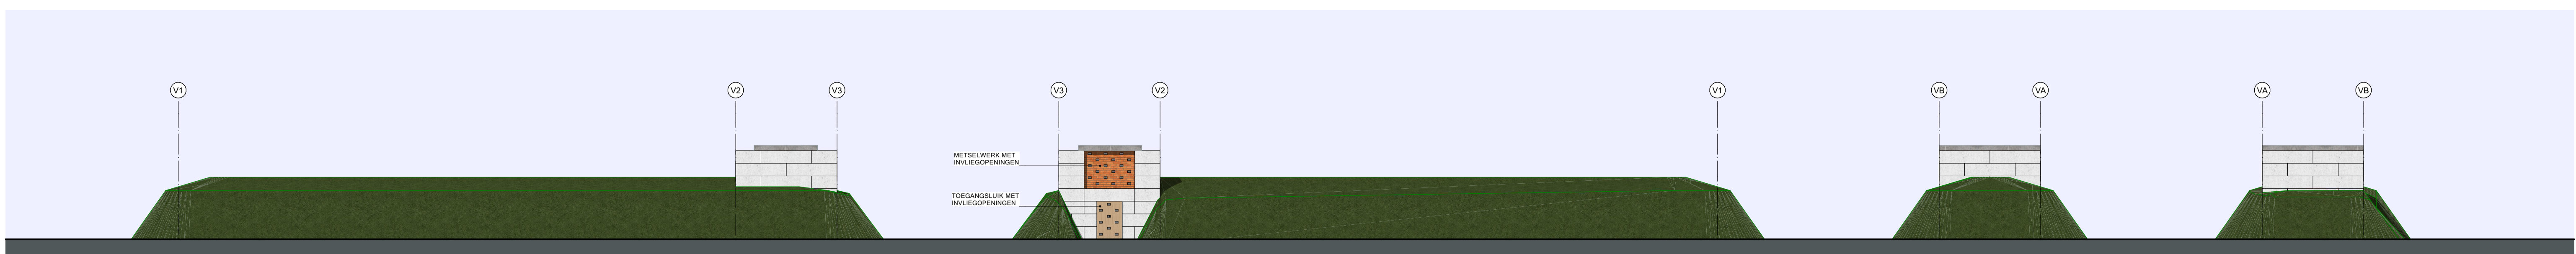 V1
V2
V3
V3
V2
V1
VB
VA
VA
VB
METSELWERK MET
INVLIEGOPENINGEN
TOEGANGSLUIK MET
INVLIEGOPENINGEN